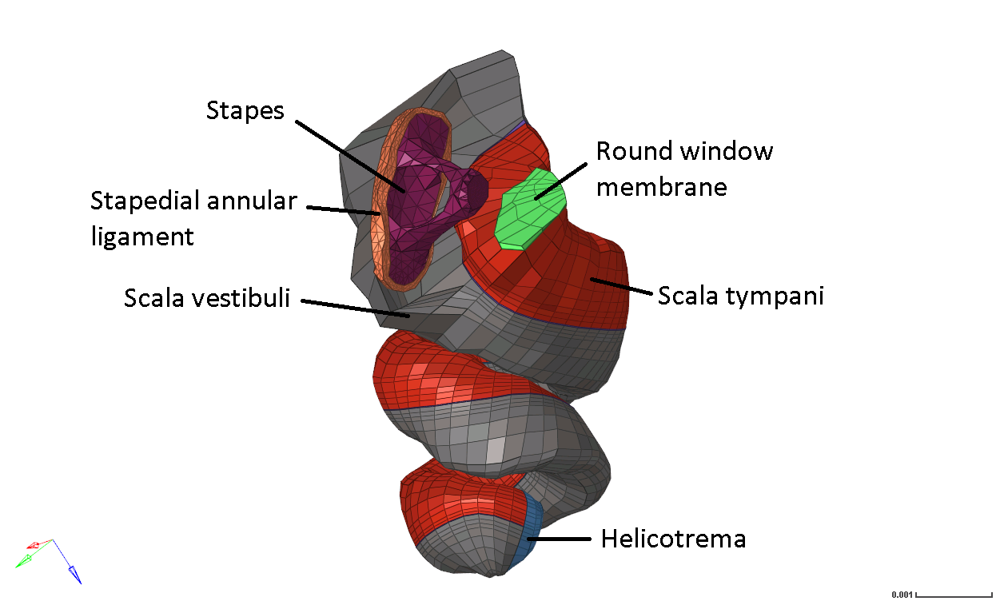 Stapes
Round window
membrane
Stapedial annular
ligament
Scala vestibuli
Scala tympani
Helicotrema
0.001